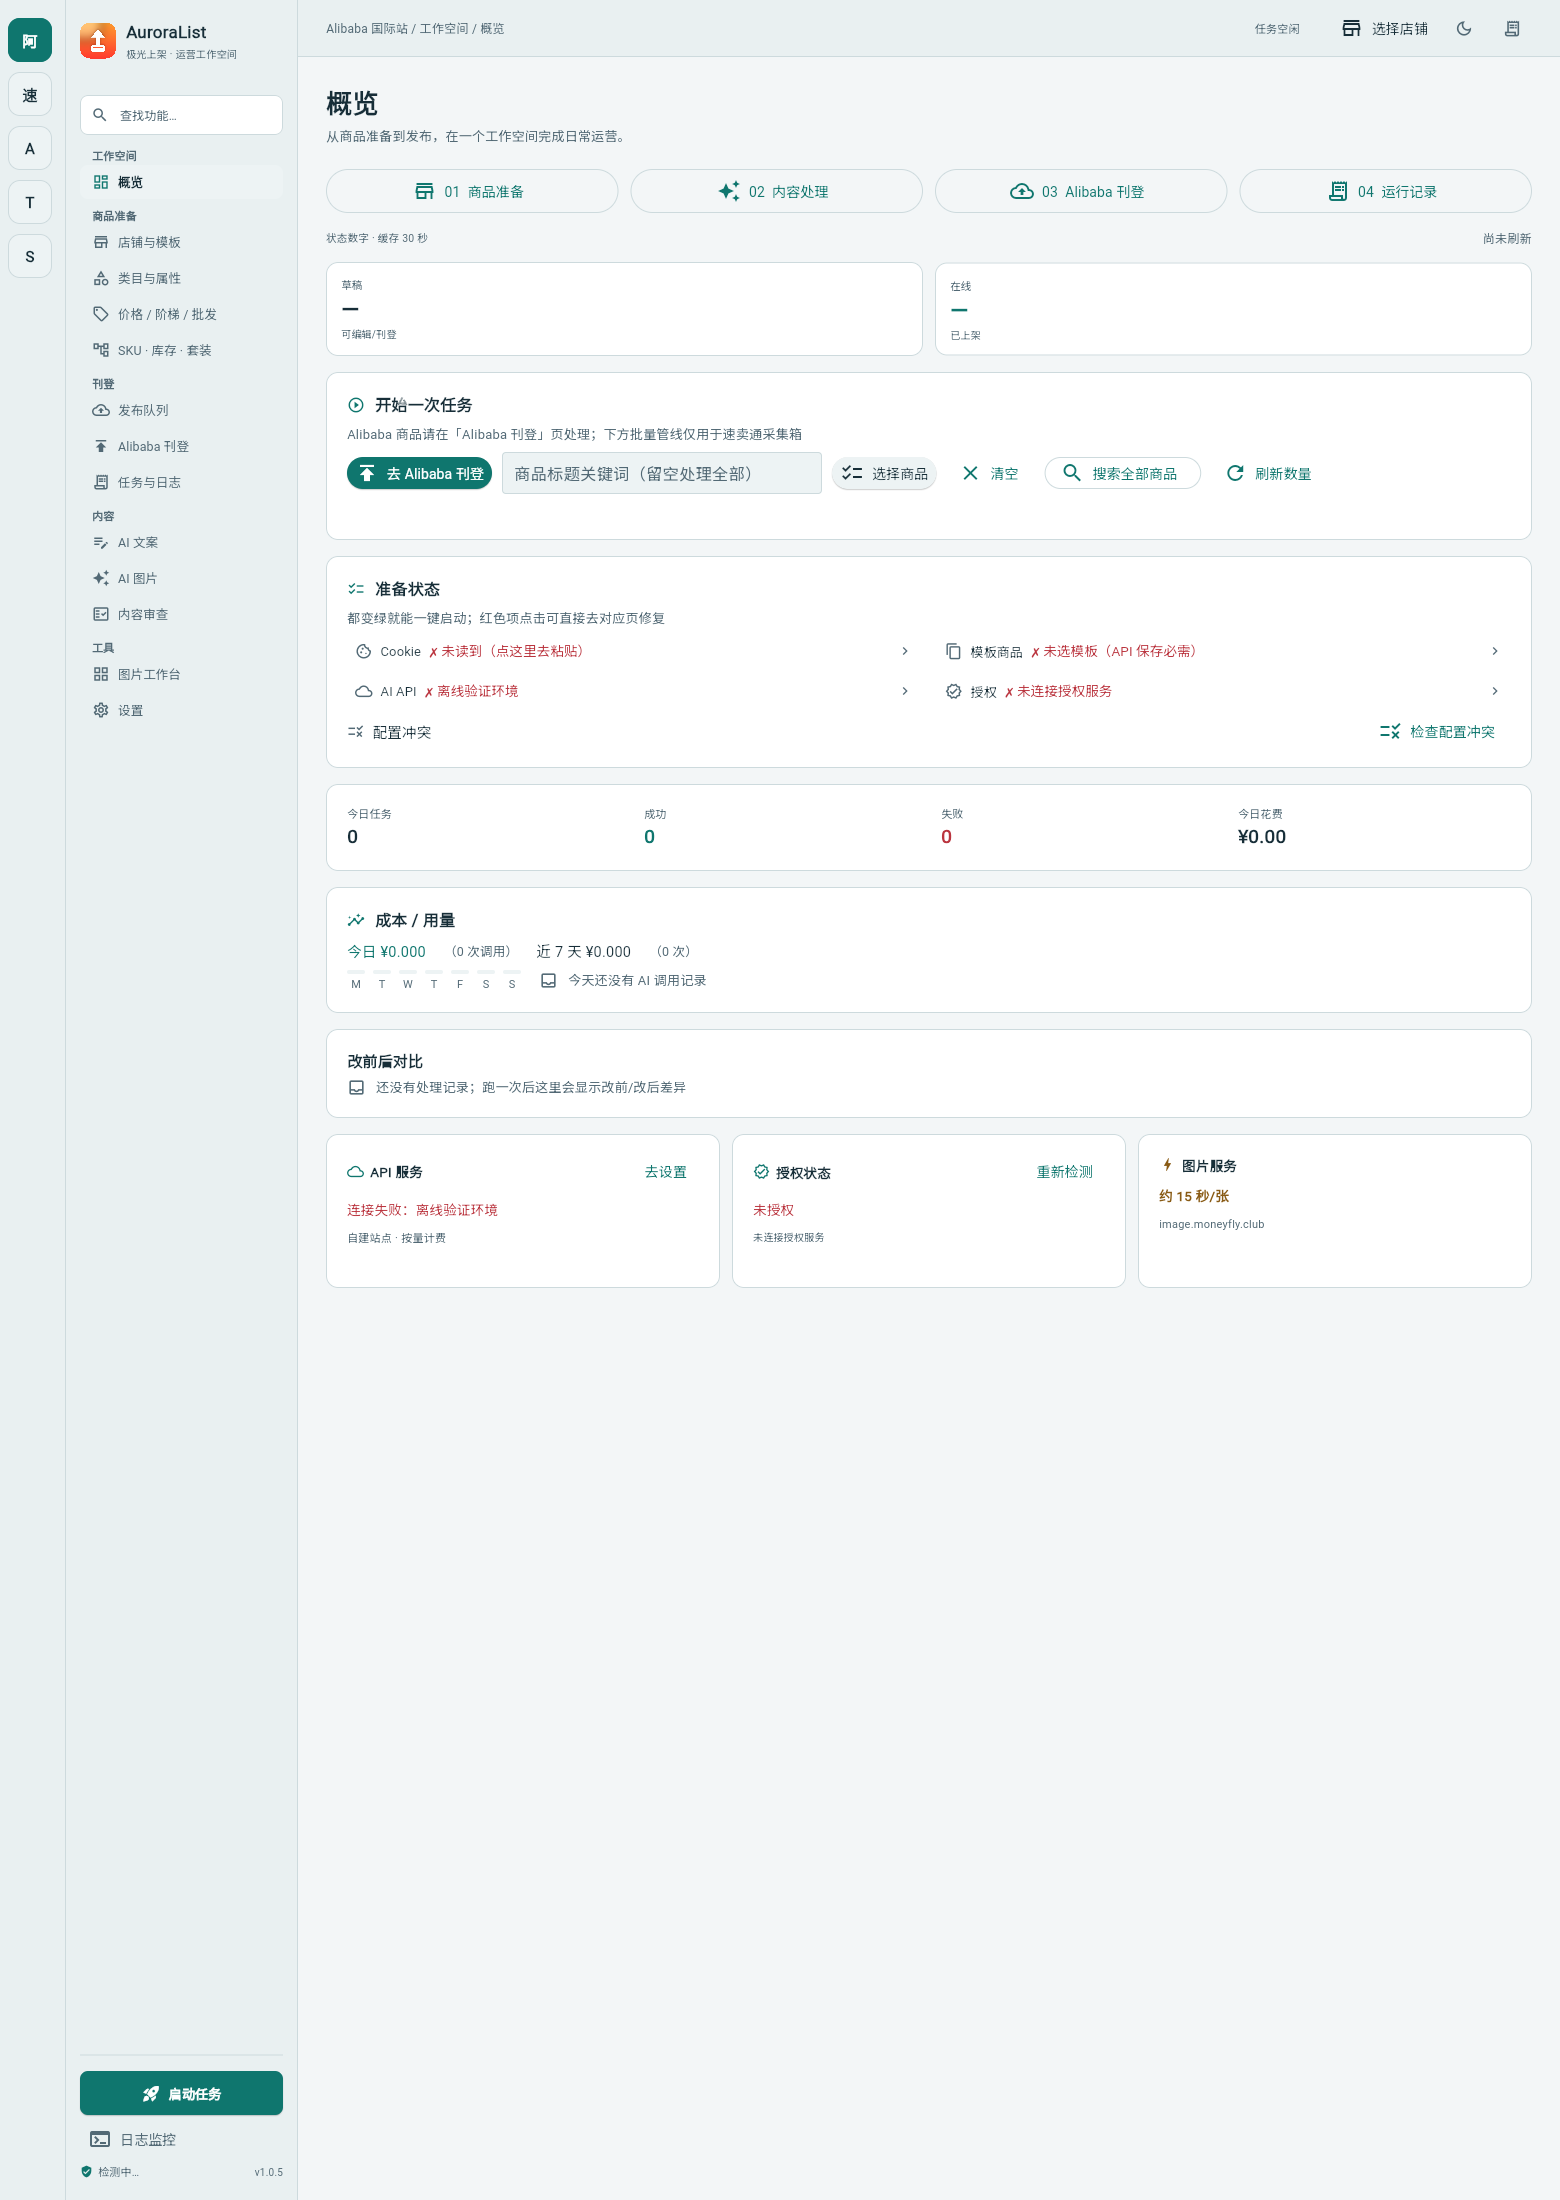 阿
速
A
T
S
AuroraList
极光上架 · 运营工作空间
查找功能...
工作空间
概览
商品准备
店铺与模板
类目与属性
价格 / 阶梯 / 批发
SKU · 库存 · 套装
刊登
发布队列
Alibaba 刊登
任务与日志
内容
AI 文案
AI 图片
内容审查
工具
图片工作台
设置
启动任务
日志监控
检测中... v1.0.5
Alibaba 国际站 / 工作空间 / 概览
任务空闲 选择店铺
概览
从商品准备到发布，在一个工作空间完成日常运营。
01 商品准备 02 内容处理 03 Alibaba 刊登 04 运行记录
状态数字 · 缓存 30 秒 尚未刷新
草稿
—
可编辑/刊登
在线
—
已上架
开始一次任务
Alibaba 商品请在「Alibaba 刊登」页处理；下方批量管线仅用于速卖通采集箱
去 Alibaba 刊登 商品标题关键词（留空处理全部） 选择商品 清空 搜索全部商品 刷新数量
准备状态
都变绿就能一键启动；红色项点击可直接去对应页修复
Cookie ✗ 未读到（点这里去粘贴） 模板商品 ✗ 未选模板（API 保存必需）
AI API ✗ 离线验证环境 授权 ✗ 未连接授权服务
配置冲突 检查配置冲突
今日任务 成功 失败 今日花费
0 0 0 ¥0.00
成本 / 用量
今日 ¥0.000 （0 次调用） 近 7 天 ¥0.000 （0 次）
M T W T F S S 今天还没有 AI 调用记录
改前后对比
还没有处理记录；跑一次后这里会显示改前/改后差异
API 服务 去设置
连接失败：离线验证环境
自建站点 · 按量计费
授权状态 重新检测
未授权
未连接授权服务
图片服务
约 15 秒/张
image.moneyfly.club